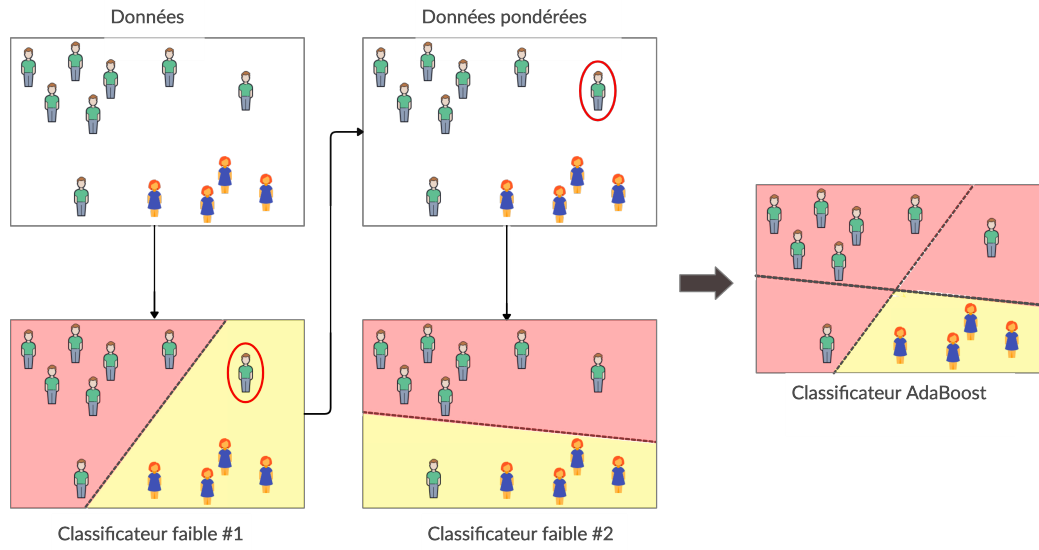 Données
Données pondérées
Classificateur AdaBoost
Classificateur faible #1
Classificateur faible #2